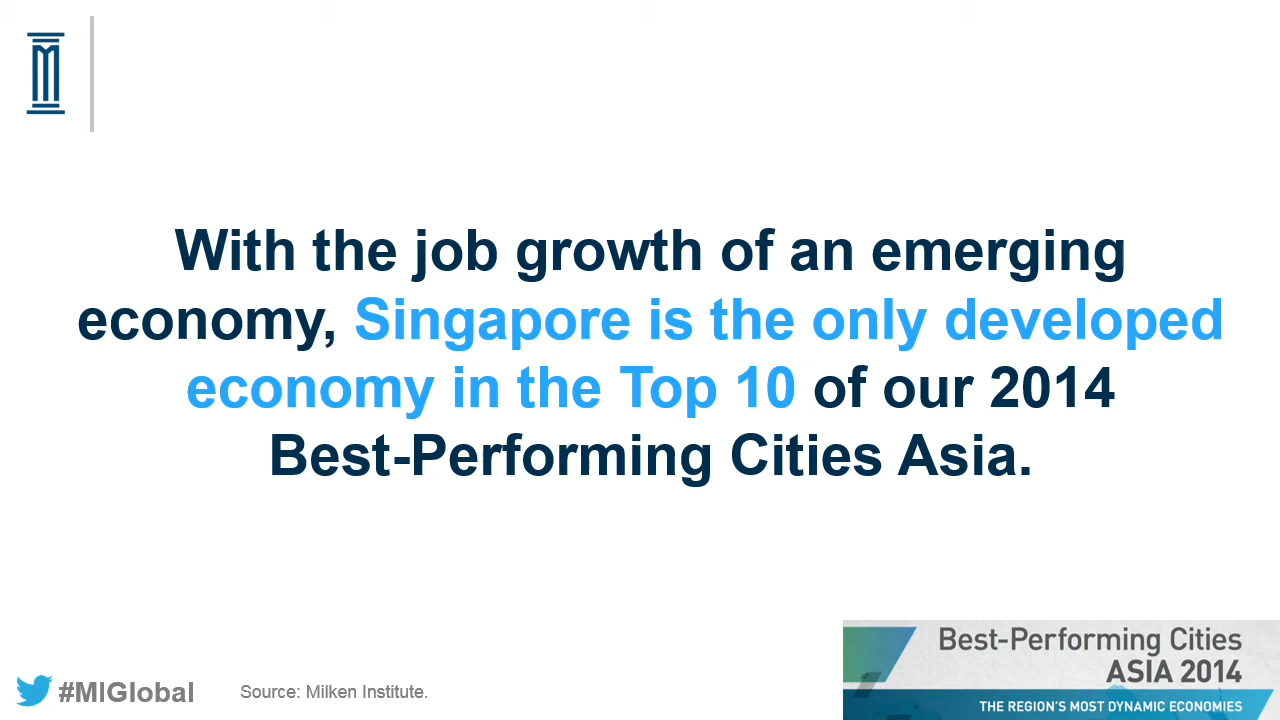 With the job growth of an emerging
economy, Singapore is the only developed
economy in the Top 10 of our 2014
Best-Performing Cities Asia.
#MIGlobal
Source: Milken Institute.
Best-Performing Cities
ASIA 2014
THE REGION'S MOST DYNAMIC ECONOMIES